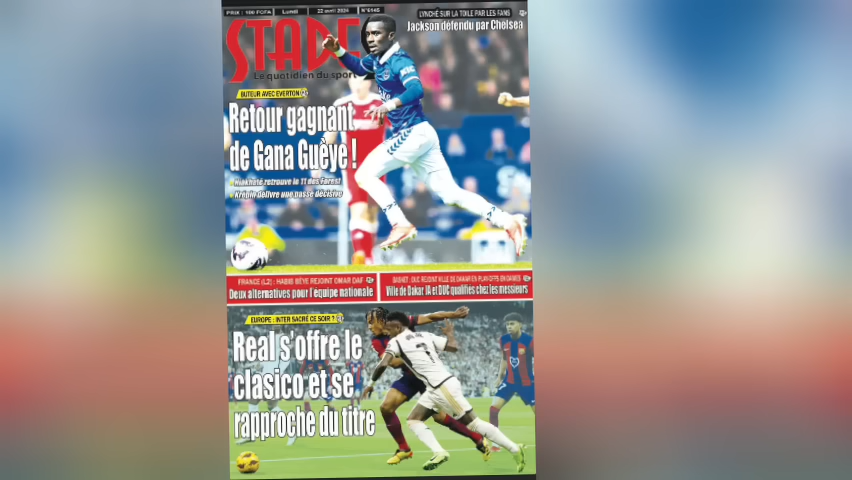 PRIX : 100 FCFA
Lundi
22 avril 2024
STADE
Le quotidien du sport
LYNCHÉ SUR LA TOILE PAR LES FANS
Jackson défendu par Chelsea
BUTEUR AVEC EVERTON
Retour gagnant
de Gana Guèye !
Niakhaté retrouve le 11 des Forest
Krépin délivre une passe décisive
FRANCE (L2) : HABIB BÈYE REJOINT OMAR DAF
Deux alternatives pour l'équipe nationale
BASKET : DUC REJOINT VILLE DE DAKAR EN PLAY-OFFS EN DAMES
Ville de Dakar IA et DUC qualifiés chez les messieurs
EUROPE : INTER SACRÉ CE SOIR ?
Real s'offre le
clasico et se
rapproche du titre
7